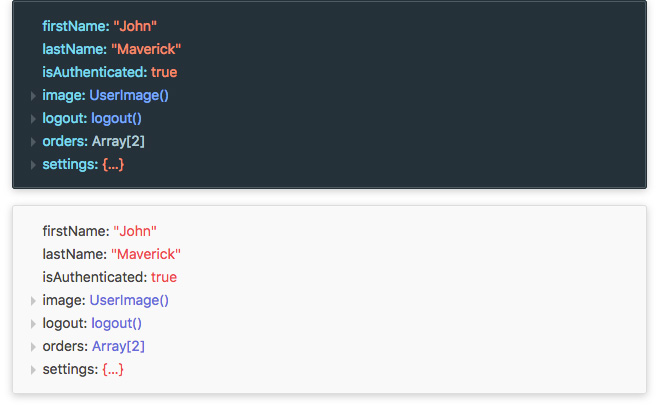 firstName: "John"
lastName: "Maverick"
isAuthenticated: true
image: UserImage()
logout: logout()
orders: Array[2]
settings: {...}
firstName: "John"
lastName: "Maverick"
isAuthenticated: true
image: UserImage()
logout: logout()
orders: Array[2]
settings: {...}